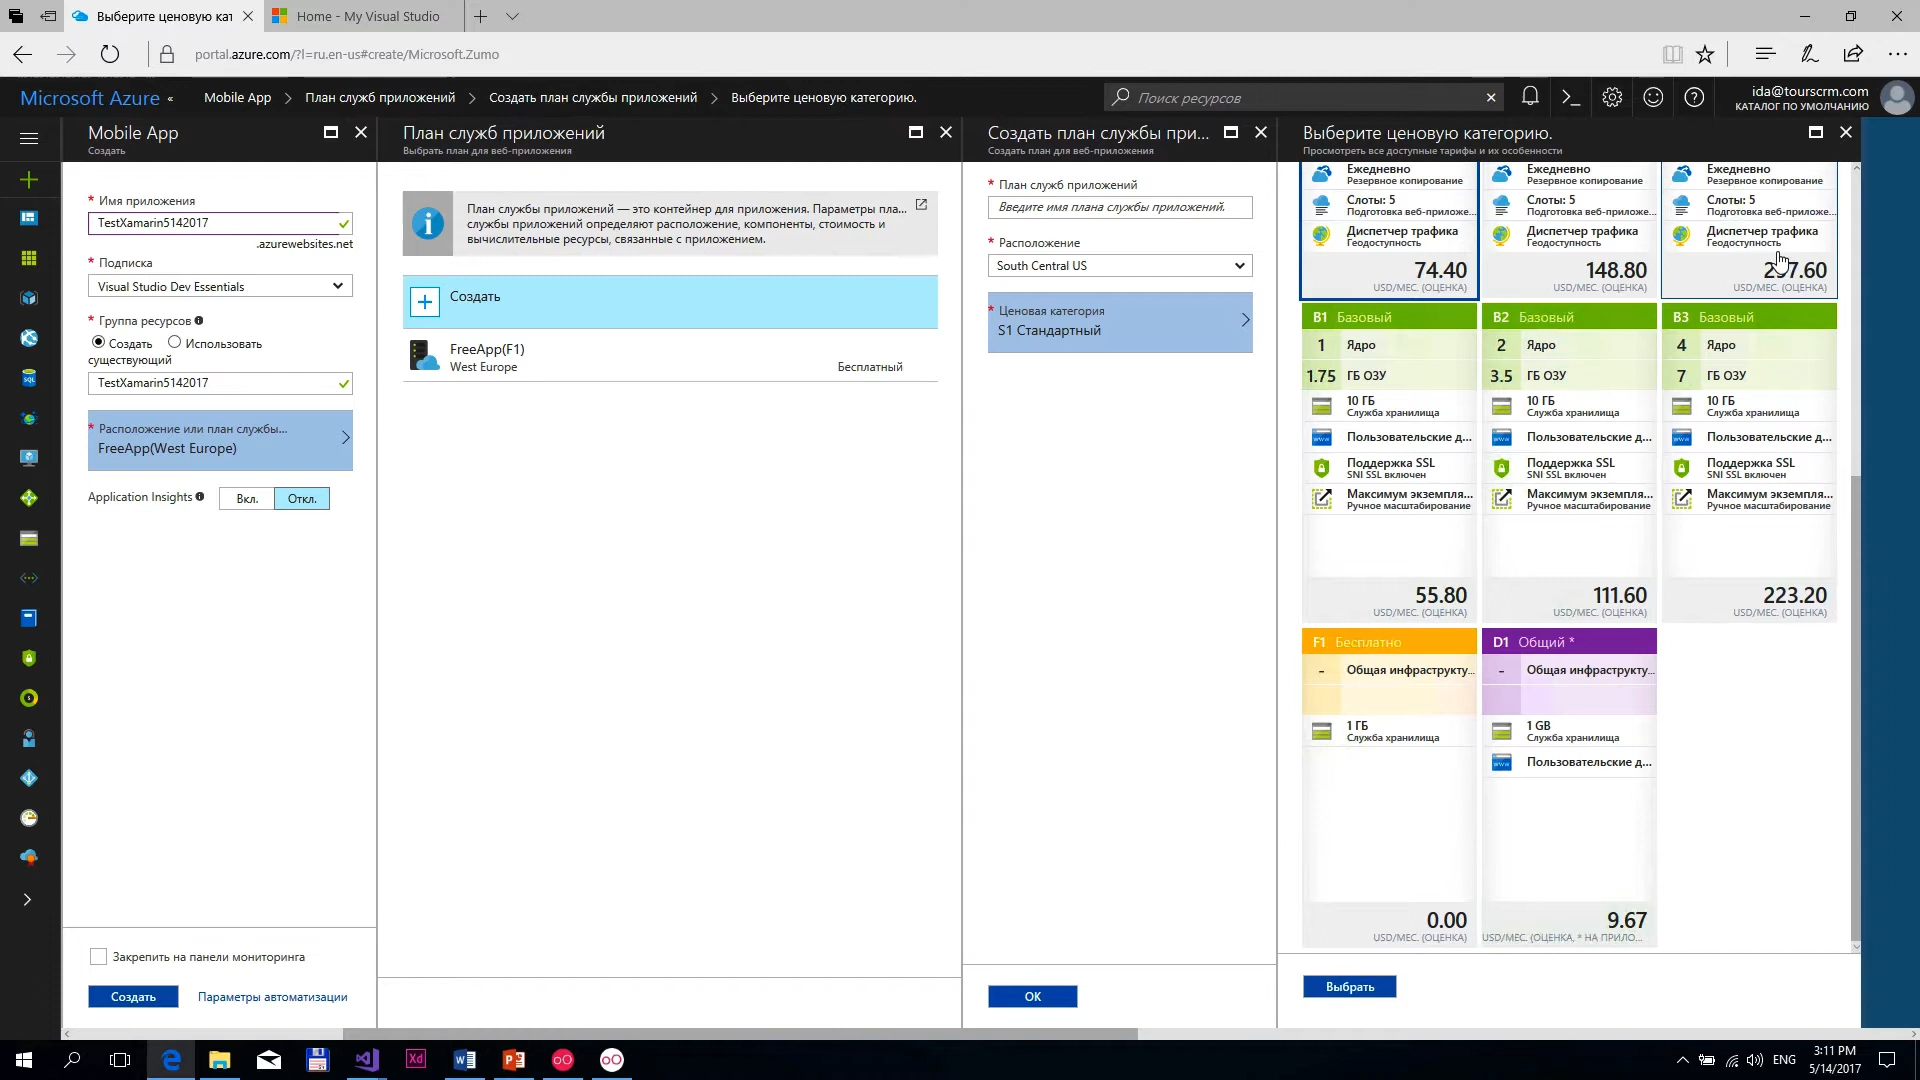 Выберите ценовую кат
Home - My Visual Studio
portal.azure.com/?l=ru.en-us#create/Microsoft.Zumo
Microsoft Azure «
Mobile App
План служб приложений
Создать план службы приложений
Выберите ценовую категорию.
Поиск ресурсов
ida@tourscrm.com
КАТАЛОГ ПО УМОЛЧАНИЮ
Mobile App
Создать
* Имя приложения
TestXamarin5142017
.azurewebsites.net
* Подписка
Visual Studio Dev Essentials
* Группа ресурсов
Создать
Использовать
существующий
TestXamarin5142017
* Расположение или план службы...
FreeApp(West Europe)
Application Insights
Вкл.
Откл.
Закрепить на панели мониторинга
Создать
Параметры автоматизации
План служб приложений
Выбрать план для веб-приложения
План службы приложений — это контейнер для приложения. Параметры пла...
службы приложений определяют расположение, компоненты, стоимость и
вычислительные ресурсы, связанные с приложением.
Создать
FreeApp(F1)
West Europe
Бесплатный
Создать план службы при...
Создать план для веб-приложения
* План служб приложений
Введите имя плана службы приложений.
* Расположение
South Central US
* Ценовая категория
S1 Стандартный
OK
Выберите ценовую категорию.
Просмотреть все доступные тарифы и их особенности
Ежедневно
Резервное копирование
Слоты: 5
Подготовка веб-приложе...
Диспетчер трафика
Геодоступность
74.40
USD/МЕС. (ОЦЕНКА)
Ежедневно
Резервное копирование
Слоты: 5
Подготовка веб-приложе...
Диспетчер трафика
Геодоступность
148.80
USD/МЕС. (ОЦЕНКА)
Ежедневно
Резервное копирование
Слоты: 5
Подготовка веб-приложе...
Диспетчер трафика
Геодоступность
297.60
USD/МЕС. (ОЦЕНКА)
B1 Базовый
1 Ядро
1.75 ГБ ОЗУ
10 ГБ
Служба хранилища
Пользовательские д...
Поддержка SSL
SNI SSL включен
Максимум экземпля...
Ручное масштабирование
55.80
USD/МЕС. (ОЦЕНКА)
B2 Базовый
2 Ядро
3.5 ГБ ОЗУ
10 ГБ
Служба хранилища
Пользовательские д...
Поддержка SSL
SNI SSL включен
Максимум экземпля...
Ручное масштабирование
111.60
USD/МЕС. (ОЦЕНКА)
B3 Базовый
4 Ядро
7 ГБ ОЗУ
10 ГБ
Служба хранилища
Пользовательские д...
Поддержка SSL
SNI SSL включен
Максимум экземпля...
Ручное масштабирование
223.20
USD/МЕС. (ОЦЕНКА)
F1 Бесплатно
- Общая инфраструкту...
1 ГБ
Служба хранилища
0.00
USD/МЕС. (ОЦЕНКА)
D1 Общий *
- Общая инфраструкту...
1 GB
Служба хранилища
Пользовательские д...
9.67
USD/МЕС. (ОЦЕНКА, * НА ПРИЛО...
Выбрать
ENG
3:11 PM
5/14/2017